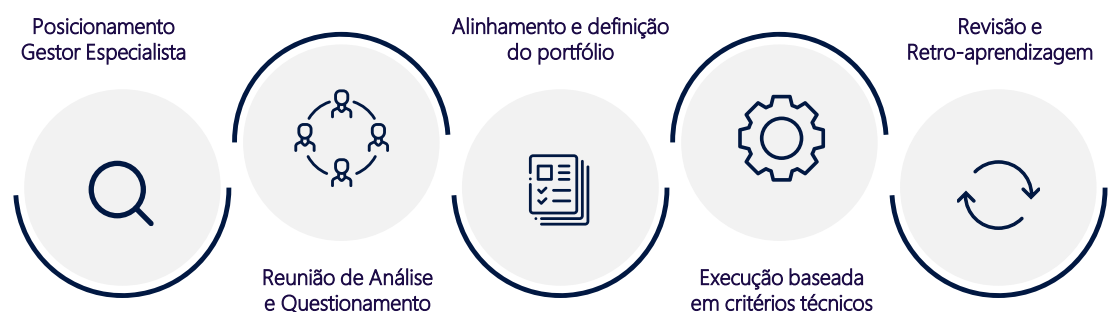 Posicionamento
Gestor Especialista
Reunião de Análise
e Questionamento
Alinhamento e definição
do portfólio
Execução baseada
em critérios técnicos
Revisão e
Retro-aprendizagem